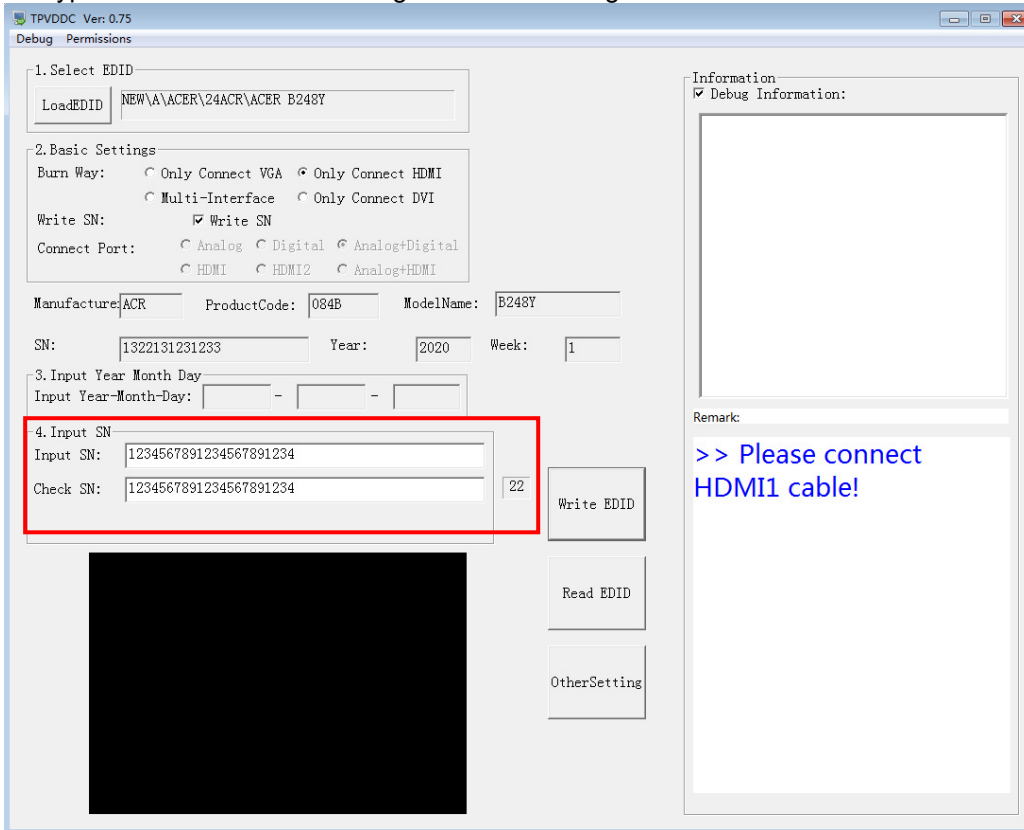 TPVDDC Ver: 0.75
Debug Permissions
1. Select EDID
LoadEDID NEW\A\ACER\24ACR\ACER B248Y
2. Basic Settings
Burn Way: Only Connect VGA Only Connect HDMI
Multi-Interface Only Connect DVI
Write SN: Write SN
Connect Port: Analog Digital Analog+Digital
HDMI HDMI2 Analog+HDMI
Manufacture: ACR ProductCode: 084B ModelName: B248Y
SN: 1322131231233 Year: 2020 Week: 1
3. Input Year Month Day
Input Year-Month-Day: - -
4. Input SN
Input SN: 1234567891234567891234
Check SN: 1234567891234567891234 22
Write EDID
Read EDID
OtherSetting
Information
Debug Information:
Remark:
>> Please connect
HDMI1 cable!